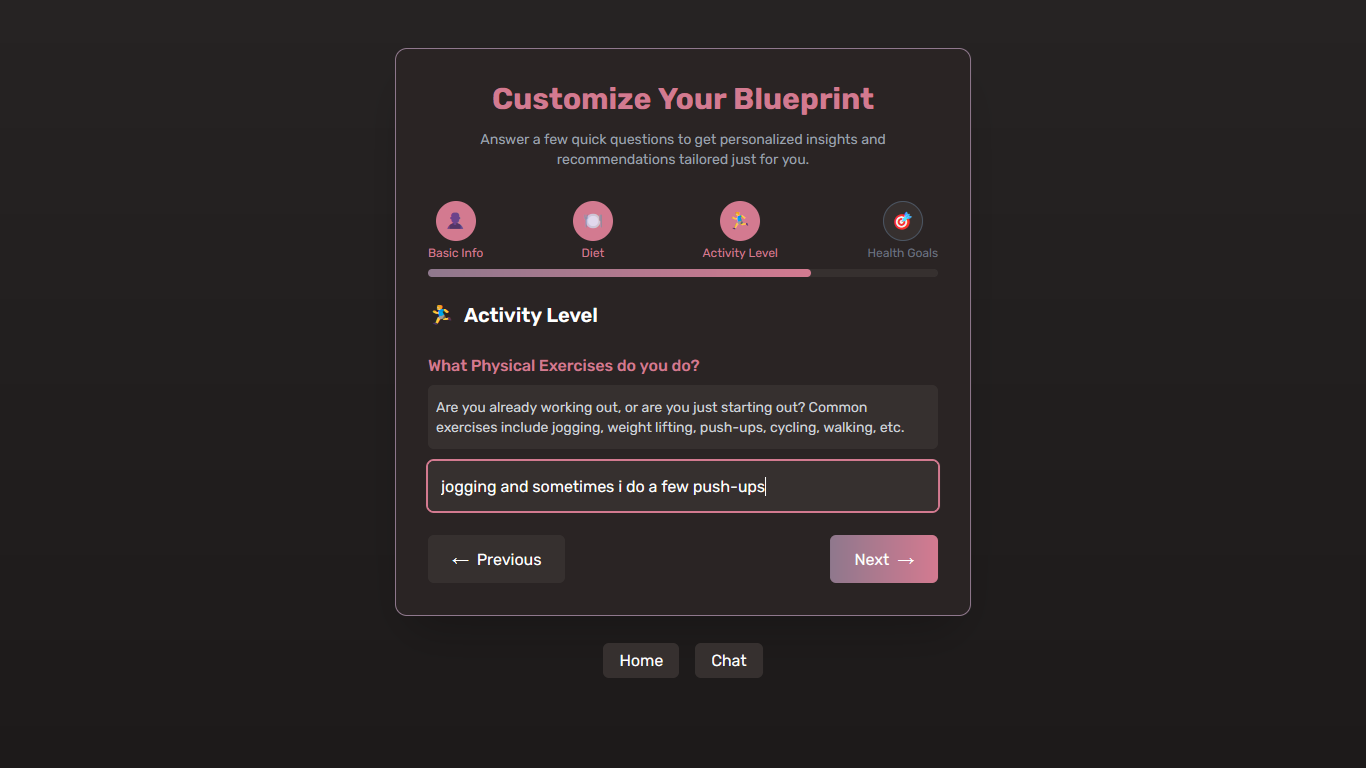 Customize Your Blueprint
Answer a few quick questions to get personalized insights and
recommendations tailored just for you.
Basic Info
Diet
Activity Level
Health Goals
Activity Level
What Physical Exercises do you do?
Are you already working out, or are you just starting out? Common
exercises include jogging, weight lifting, push-ups, cycling, walking, etc.
jogging and sometimes i do a few push-ups
← Previous
Next →
Home
Chat